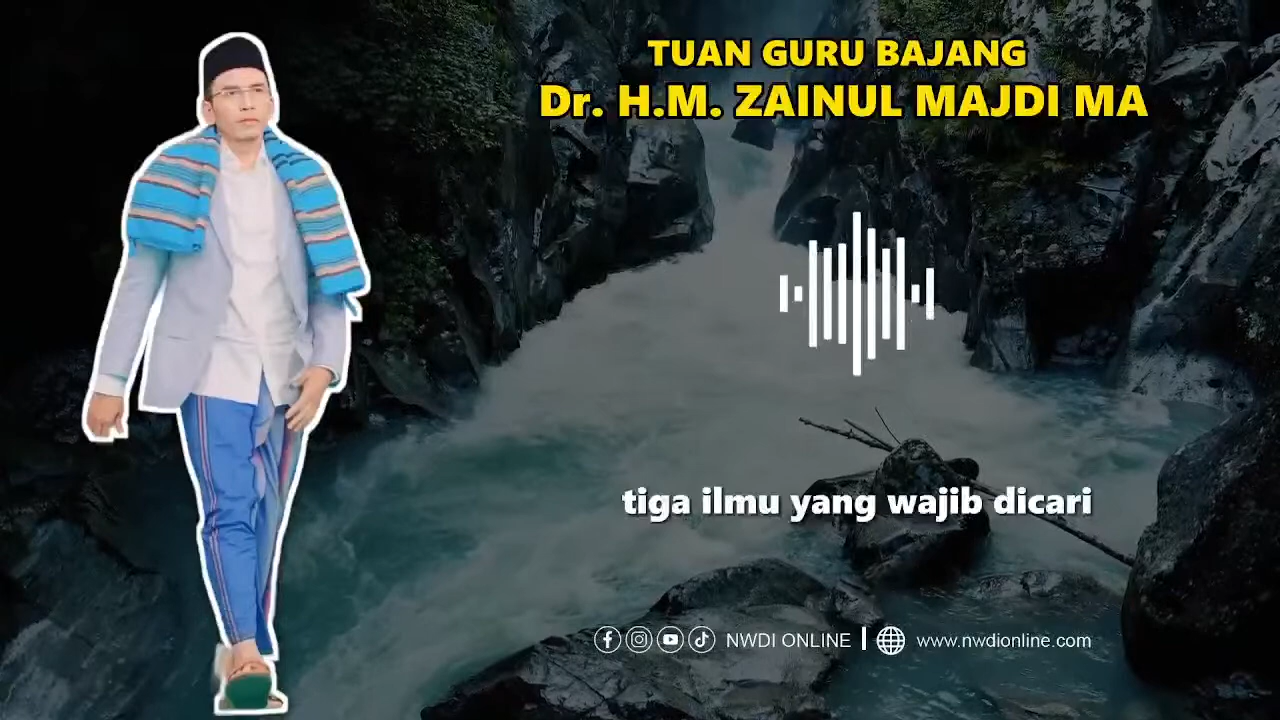 TUAN GURU BAJANG
Dr. H.M. ZAINUL MAJDI MA
tiga ilmu yang wajib dicari
NWDI ONLINE | www.nwdionline.com